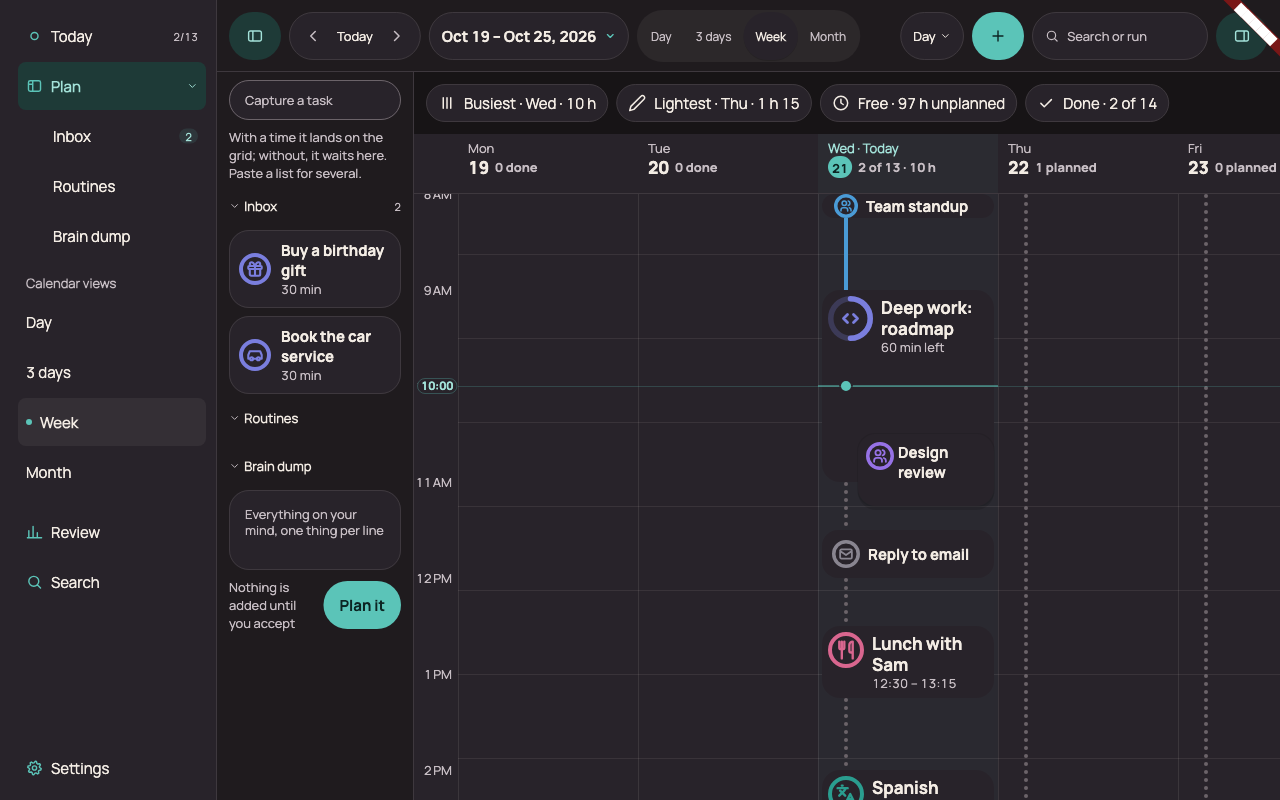 Today 2/13
Plan
Inbox 2
Routines
Brain dump
Calendar views
Day
3 days
Week
Month
Review
Search
Settings
Today
Oct 19 – Oct 25, 2026
Day 3 days Week Month
Day
Search or run
Capture a task
With a time it lands on the
grid; without, it waits here.
Paste a list for several.
Inbox 2
Buy a birthday
gift
30 min
Book the car
service
30 min
Routines
Brain dump
Everything on your
mind, one thing per line
Nothing is
added until
you accept
Plan it
Busiest · Wed · 10 h
Lightest · Thu · 1 h 15
Free · 97 h unplanned
Done · 2 of 14
Mon
19 0 done
Tue
20 0 done
Wed · Today
21 2 of 13 · 10 h
Thu
22 1 planned
Fri
23 0 planned
8 AM
Team standup
9 AM
Deep work:
roadmap
60 min left
10:00
Design
review
11 AM
Reply to email
12 PM
Lunch with
Sam
12:30 – 13:15
1 PM
2 PM
Spanish